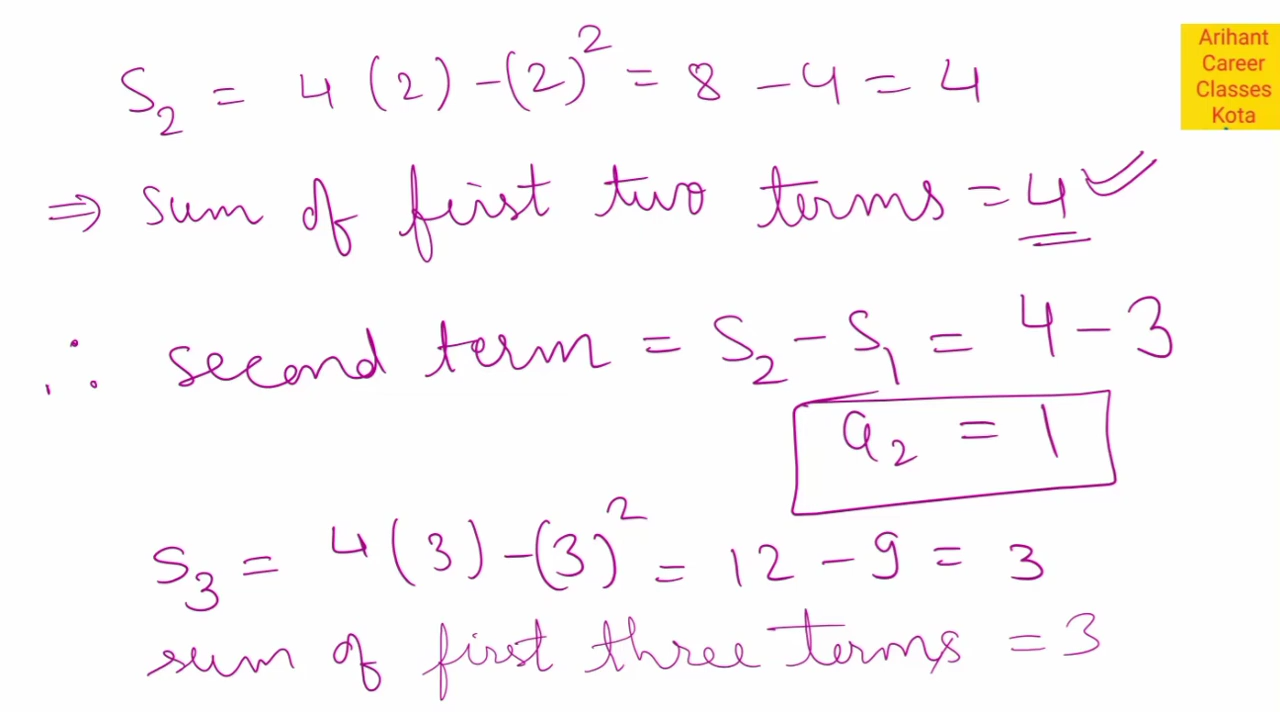 S₂ = 4(2) - (2)² = 8 - 4 = 4
⇒ sum of first two terms = 4
∴ second term = S₂ - S₁ = 4 - 3
a₂ = 1
S₃ = 4(3) - (3)² = 12 - 9 = 3
sum of first three terms = 3
Arihant
Career
Classes
Kota